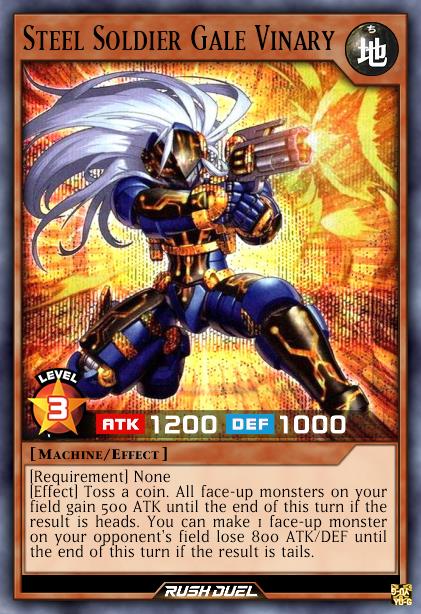 Steel Soldier Gale Vinary
ち
地
LEVEL
3
ATK 1200 DEF 1000
[Machine/Effect]
[Requirement] None
[Effect] Toss a coin. All face-up monsters on your
field gain 500 ATK until the end of this turn if the
result is heads. You can make 1 face-up monster
on your opponent's field lose 800 ATK/DEF until
the end of this turn if the result is tails.
RUSH DUEL